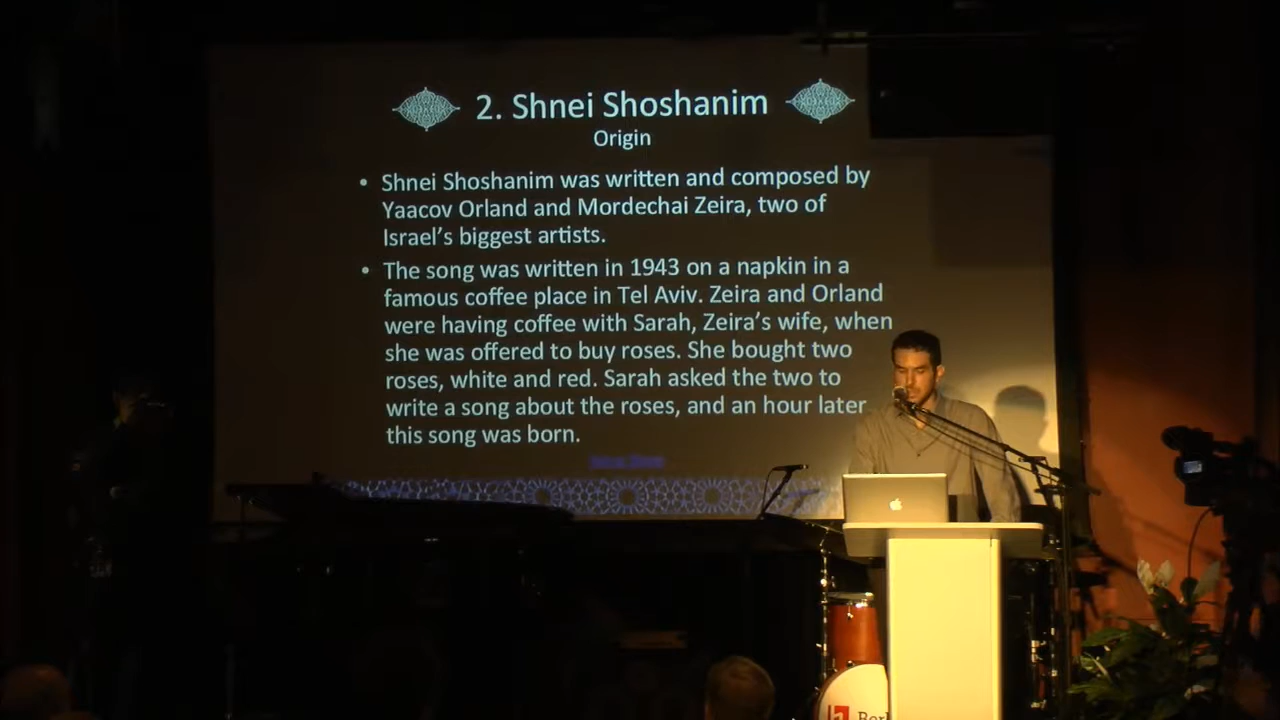 2. Shnei Shoshanim
Origin
• Shnei Shoshanim was written and composed by
Yaacov Orland and Mordechai Zeira, two of
Israel's biggest artists.
• The song was written in 1943 on a napkin in a
famous coffee place in Tel Aviv. Zeira and Orland
were having coffee with Sarah, Zeira's wife, when
she was offered to buy roses. She bought two
roses, white and red. Sarah asked the two to
write a song about the roses, and an hour later
this song was born.